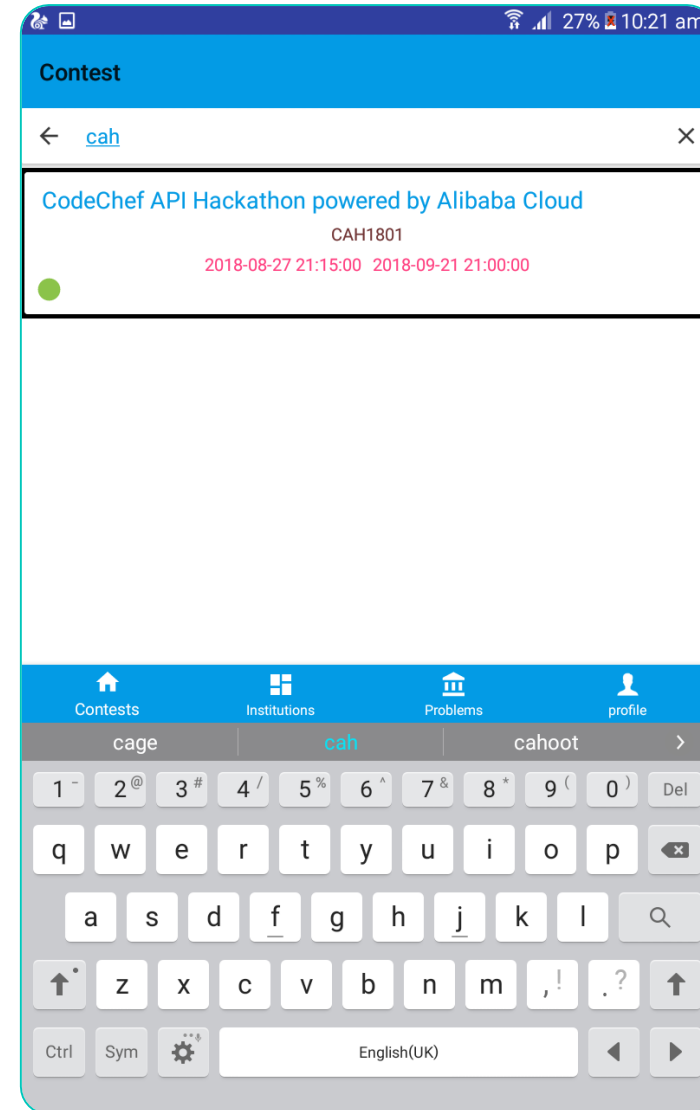 27% 10:21 am
Contest
cah
CodeChef API Hackathon powered by Alibaba Cloud
CAH1801
2018-08-27 21:15:00 2018-09-21 21:00:00
Contests Institutions Problems profile
cage cah cahoot
1 - 2 @ 3 # 4 / 5 % 6 ^ 7 & 8 * 9 ( 0 ) Del
q w e r t y u i o p
a s d f g h j k l
z x c v b n m , ! . ?
Ctrl Sym English(UK)